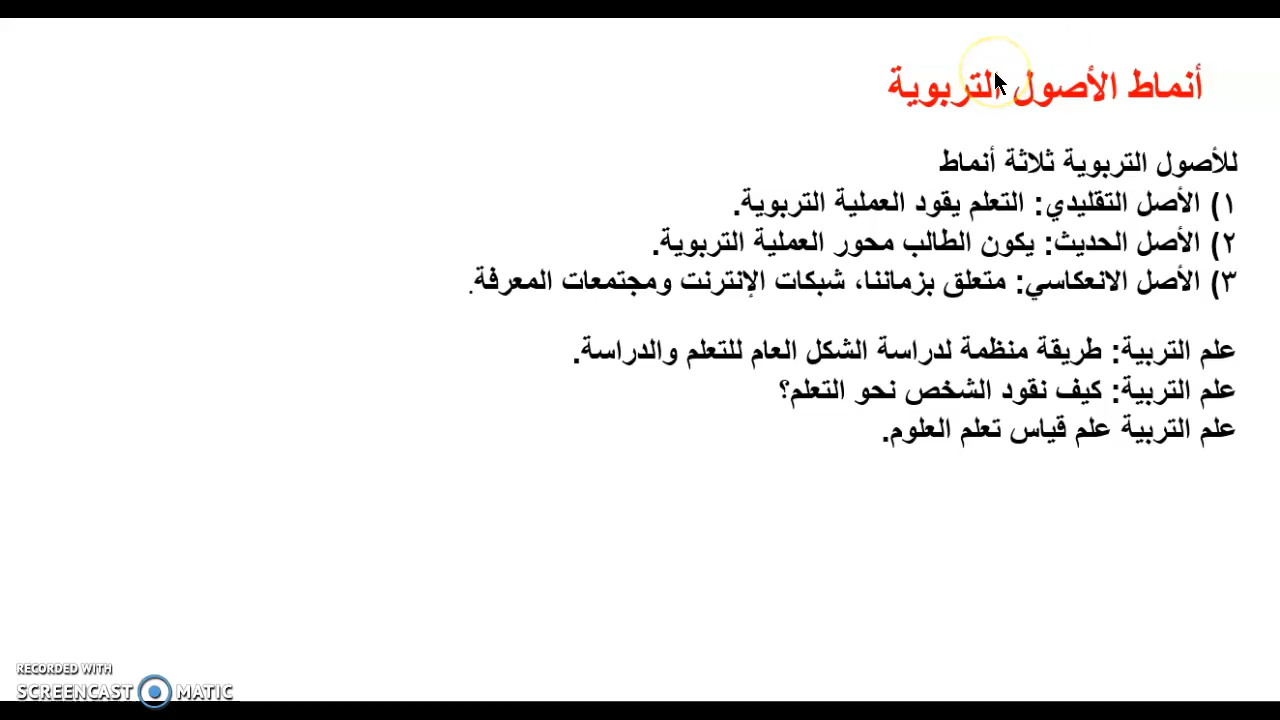 أنماط الأصول التربوية
للأصول التربوية ثلاثة أنماط
١) الأصل التقليدي: التعلم يقود العملية التربوية.
٢) الأصل الحديث: يكون الطالب محور العملية التربوية.
٣) الأصل الانعكاسي: متعلق بزماننا، شبكات الإنترنت ومجتمعات المعرفة.
علم التربية: طريقة منظمة لدراسة الشكل العام للتعلم والدراسة.
علم التربية: كيف نقود الشخص نحو التعلم؟
علم التربية علم قياس تعلم العلوم.
RECORDED WITH
SCREENCAST MATIC